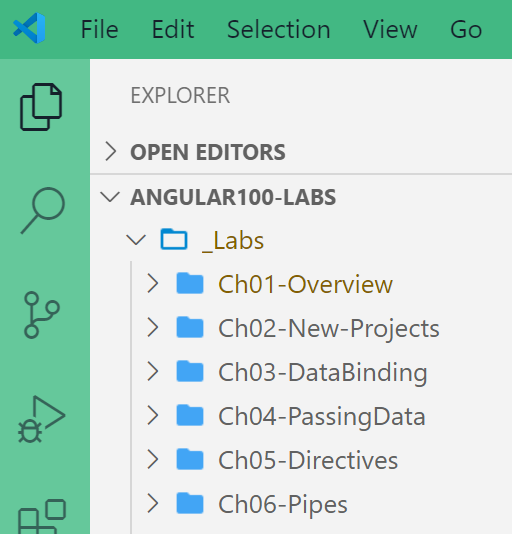 File Edit Selection View Go
EXPLORER
OPEN EDITORS
ANGULAR100-LABS
_Labs
Ch01-Overview
Ch02-New-Projects
Ch03-DataBinding
Ch04-PassingData
Ch05-Directives
Ch06-Pipes